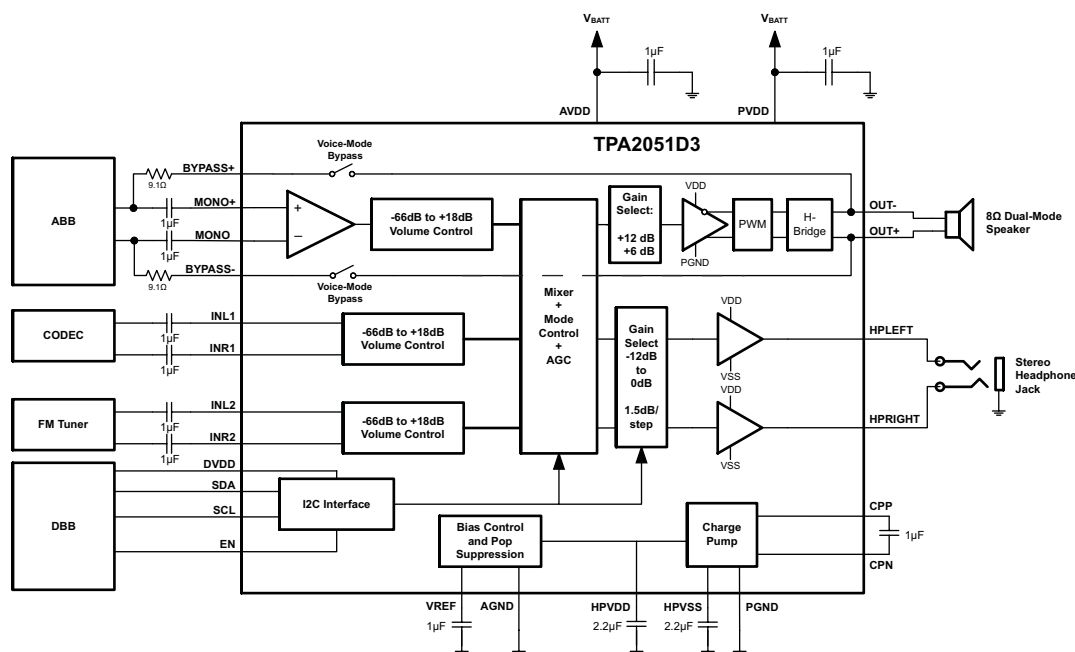 VBATT
VBATT
1µF
1µF
AVDD
PVDD
TPA2051D3
ABB
BYPASS+
9.1Ω
Voice-Mode
Bypass
MONO+
1µF
1µF
MONO
BYPASS-
9.1Ω
Voice-Mode
Bypass
+
–
-66dB to +18dB
Volume Control
Gain
Select:
+12 dB
+6 dB
VDD
PGND
PWM
H-
Bridge
OUT-
OUT+
8Ω Dual-Mode
Speaker
Mixer
+
Mode
Control
+
AGC
CODEC
INL1
1µF
INR1
1µF
-66dB to +18dB
Volume Control
Gain
Select
-12dB
to
0dB
1.5dB/
step
VDD
VSS
HPLEFT
VDD
VSS
HPRIGHT
Stereo
Headphone
Jack
FM Tuner
INL2
1µF
INR2
1µF
-66dB to +18dB
Volume Control
DBB
DVDD
SDA
SCL
EN
I2C Interface
Bias Control
and Pop
Suppression
Charge
Pump
CPP
1µF
CPN
VREF
AGND
HPVDD
HPVSS
PGND
1µF
2.2µF
2.2µF